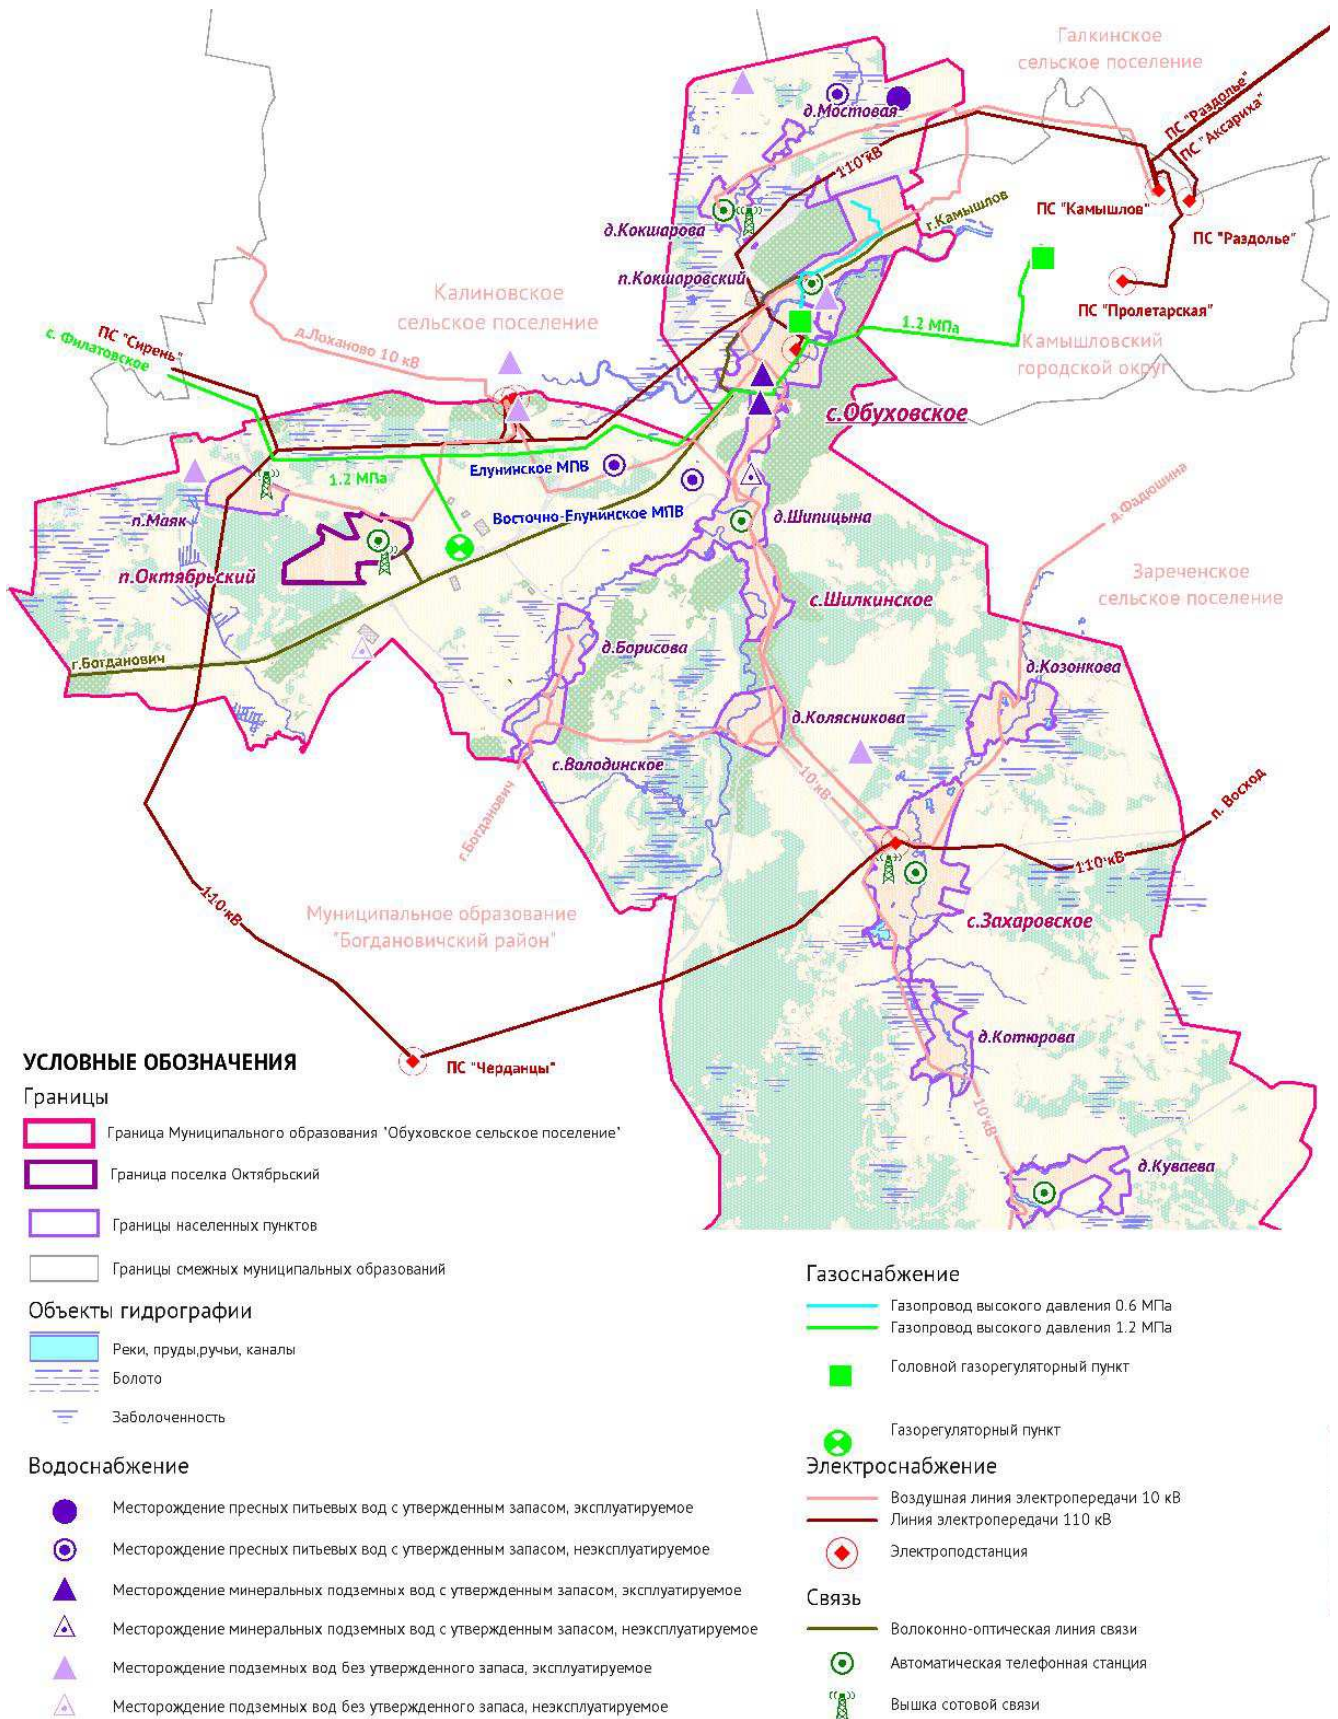 Галкинское
сельское поселение
д.Мостовая
ПС "Раздолье"
ПС "Аксариха"
110 кВ
ПС "Камышлов"
г.Камышлов
ПС "Раздолье"
д.Кокшарова
п.Кокшаровский
ПС "Пролетарская"
Калиновское
сельское поселение
1.2 МПа
Камышловский
городской округ
ПС "Сирень"
с. Филатовское
д.Лоханово 10 кВ
с.Обуховское
Елунинское МПВ
1.2 МПа
п.Маяк
Восточно-Елунинское МПВ
д.Шипицына
д.Фадюшина
п.Октябрьский
Зареченское
сельское поселение
с.Шилкинское
д.Борисова
г.Богданович
д.Козонкова
д.Колясникова
с.Володинское
10 кВ
г.Богданович
п. Восход
110 кВ
110 кВ
Муниципальное образование
"Богдановичский район"
с.Захаровское
д.Котюрова
ПС "Черданцы"
10 кВ
д.Куваева
УСЛОВНЫЕ ОБОЗНАЧЕНИЯ
Границы
Граница Муниципального образования "Обуховское сельское поселение"
Граница поселка Октябрьский
Границы населенных пунктов
Границы смежных муниципальных образований
Объекты гидрографии
Реки, пруды,ручьи, каналы
Болото
Заболоченность
Водоснабжение
Месторождение пресных питьевых вод с утвержденным запасом, эксплуатируемое
Месторождение пресных питьевых вод с утвержденным запасом, неэксплуатируемое
Месторождение минеральных подземных вод с утвержденным запасом, эксплуатируемое
Месторождение минеральных подземных вод с утвержденным запасом, неэксплуатируемое
Месторождение подземных вод без утвержденного запаса, эксплуатируемое
Месторождение подземных вод без утвержденного запаса, неэксплуатируемое
Газоснабжение
Газопровод высокого давления 0.6 МПа
Газопровод высокого давления 1.2 МПа
Головной газорегуляторный пункт
Газорегуляторный пункт
Электроснабжение
Воздушная линия электропередачи 10 кВ
Линия электропередачи 110 кВ
Электроподстанция
Связь
Волоконно-оптическая линия связи
Автоматическая телефонная станция
Вышка сотовой связи